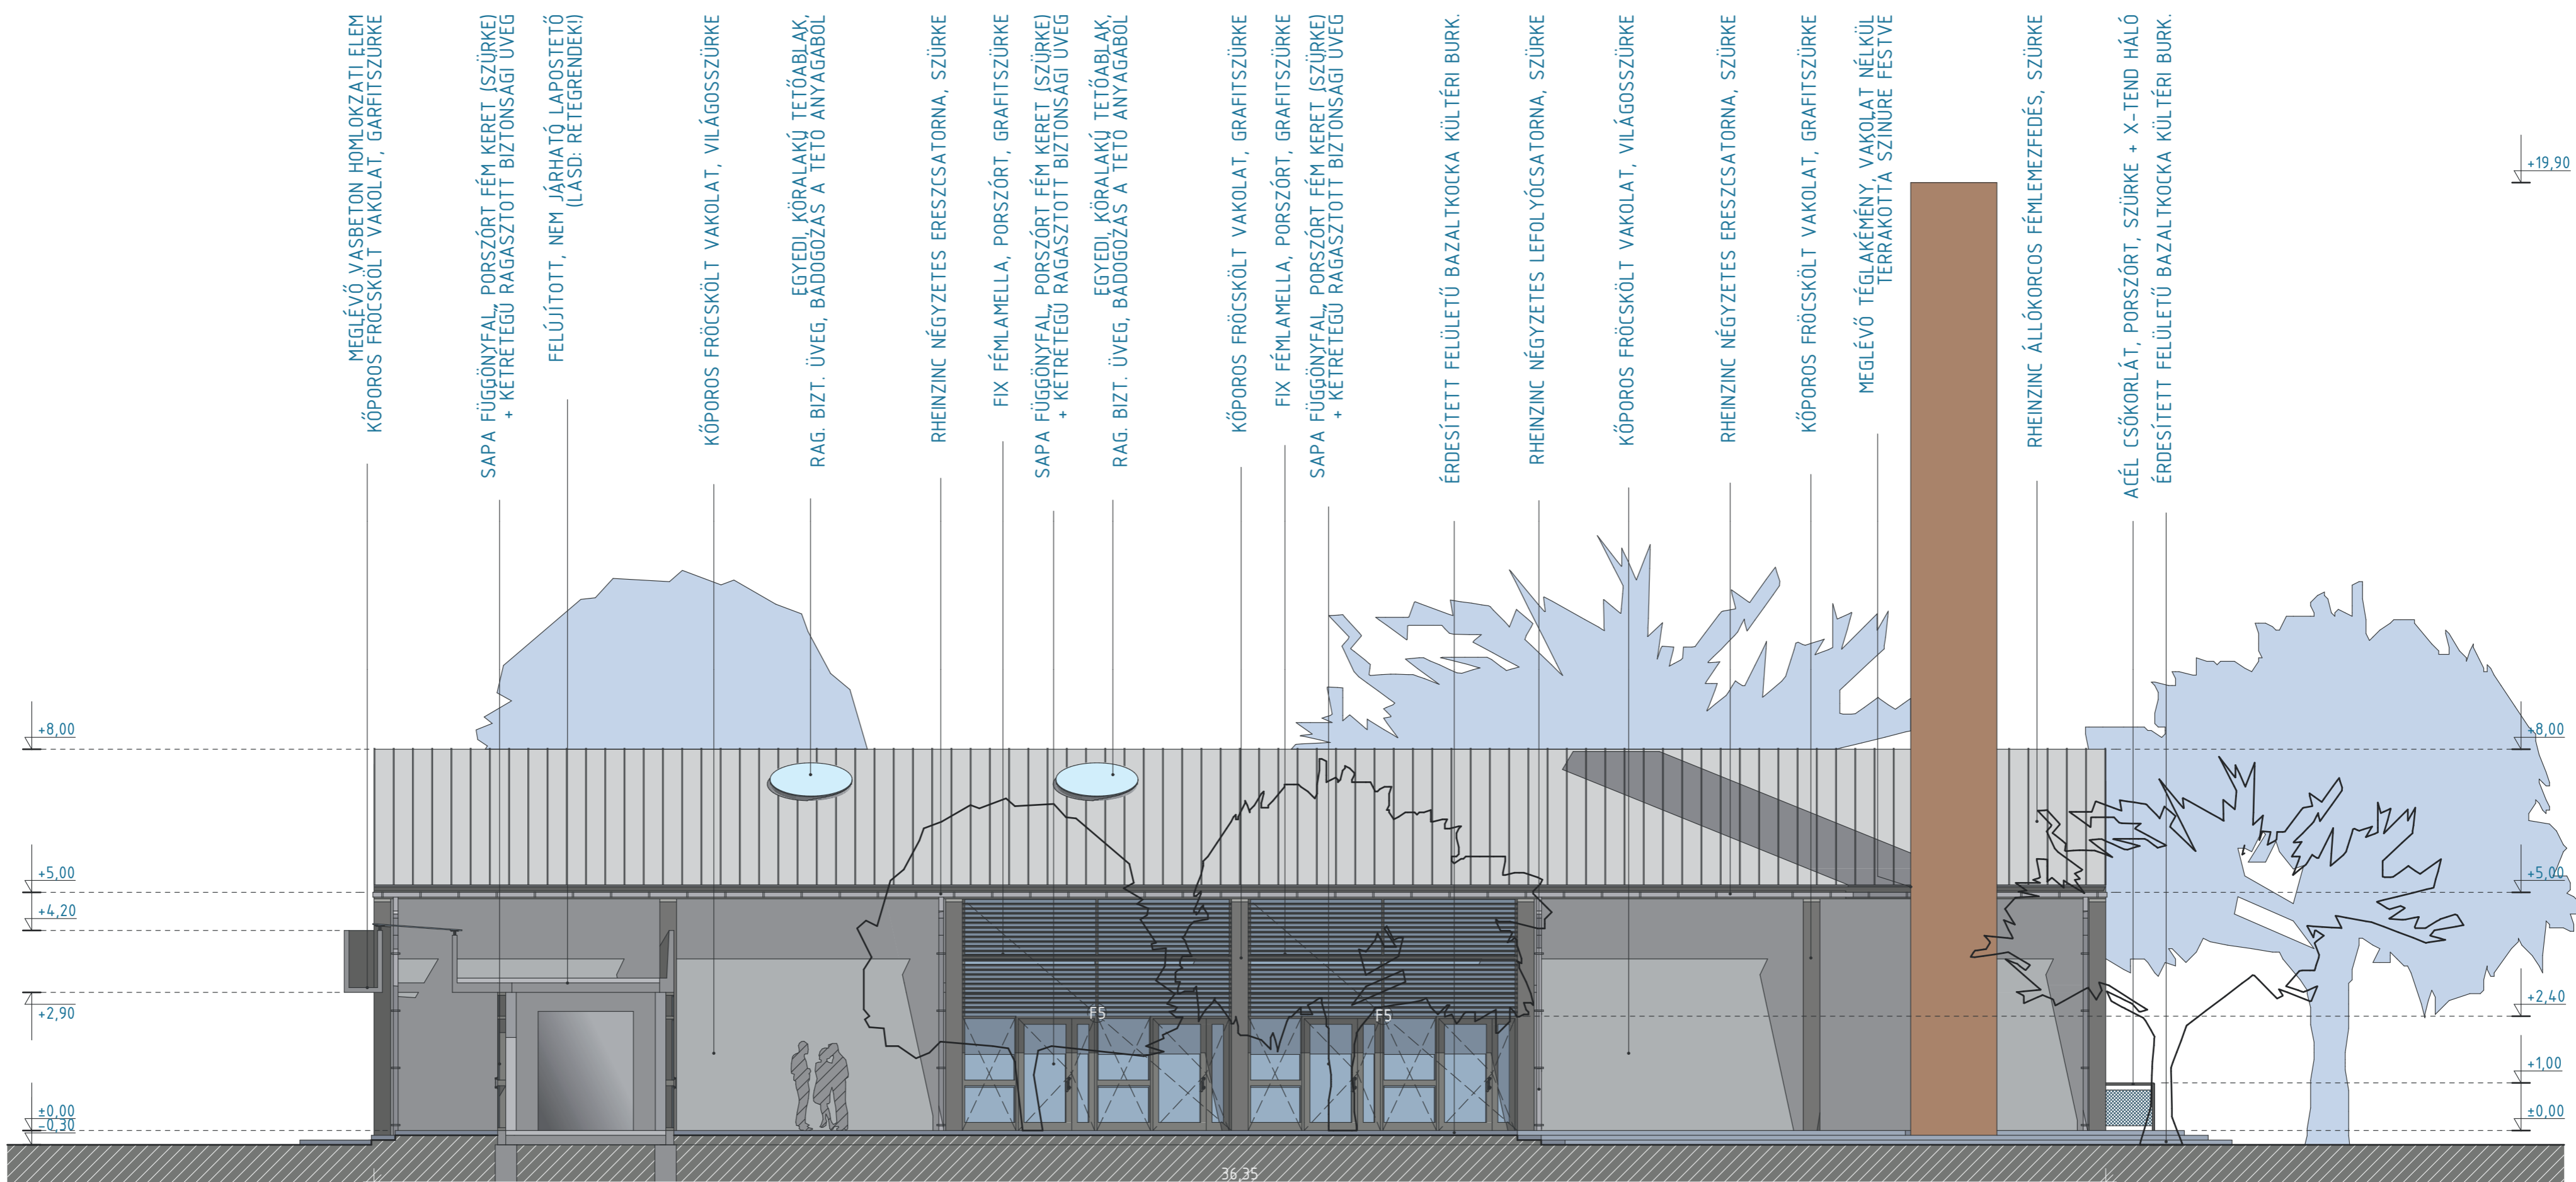 MEGLÉVŐ VASBETON HOMLOKZATI ELEM
KŐPOROS FRÖCSKÖLT VAKOLAT, GARFITSZÜRKE
SAPA FÜGGÖNYFAL, PORSZÓRT FÉM KERET (SZÜRKE)
+ KÉTRÉTEGŰ RAGASZTOTT BIZTONSÁGI ÜVEG
FELÚJÍTOTT, NEM JÁRHATÓ LAPOSTETŐ
(LÁSD: RÉTEGRENDEK!)
KŐPOROS FRÖCSKÖLT VAKOLAT, VILÁGOSSZÜRKE
EGYEDI, KÖRALAKÚ TETŐABLAK,
RAG. BIZT. ÜVEG, BÁDOGOZÁS A TETŐ ANYAGÁBÓL
RHEINZINC NÉGYZETES ERESZCSATORNA, SZÜRKE
FIX FÉMLAMELLA, PORSZÓRT, GRAFITSZÜRKE
SAPA FÜGGÖNYFAL, PORSZÓRT FÉM KERET (SZÜRKE)
+ KÉTRÉTEGŰ RAGASZTOTT BIZTONSÁGI ÜVEG
EGYEDI, KÖRALAKÚ TETŐABLAK,
RAG. BIZT. ÜVEG, BÁDOGOZÁS A TETŐ ANYAGÁBÓL
KŐPOROS FRÖCSKÖLT VAKOLAT, GRAFITSZÜRKE
FIX FÉMLAMELLA, PORSZÓRT, GRAFITSZÜRKE
SAPA FÜGGÖNYFAL, PORSZÓRT FÉM KERET (SZÜRKE)
+ KÉTRÉTEGŰ RAGASZTOTT BIZTONSÁGI ÜVEG
ÉRDESÍTETT FELÜLETŰ BAZALTKOCKA KÜLTÉRI BURK.
RHEINZINC NÉGYZETES LEFOLYÓCSATORNA, SZÜRKE
KŐPOROS FRÖCSKÖLT VAKOLAT, VILÁGOSSZÜRKE
RHEINZINC NÉGYZETES ERESZCSATORNA, SZÜRKE
KŐPOROS FRÖCSKÖLT VAKOLAT, GRAFITSZÜRKE
MEGLÉVŐ TÉGLAKÉMÉNY, VAKOLAT NÉLKÜL
TERRAKOTTA SZÍNŰRE FESTVE
RHEINZINC ÁLLÓKORCOS FÉMLEMEZFEDÉS, SZÜRKE
ACÉL CSŐKORLÁT, PORSZÓRT, SZÜRKE + X-TEND HÁLÓ
ÉRDESÍTETT FELÜLETŰ BAZALTKOCKA KÜLTÉRI BURK.
+19,90
+8,00
+8,00
+5,00
+5,00
+4,20
+2,90
+2,40
+1,00
±0,00
±0,00
-0,30
F5
F5
36,35